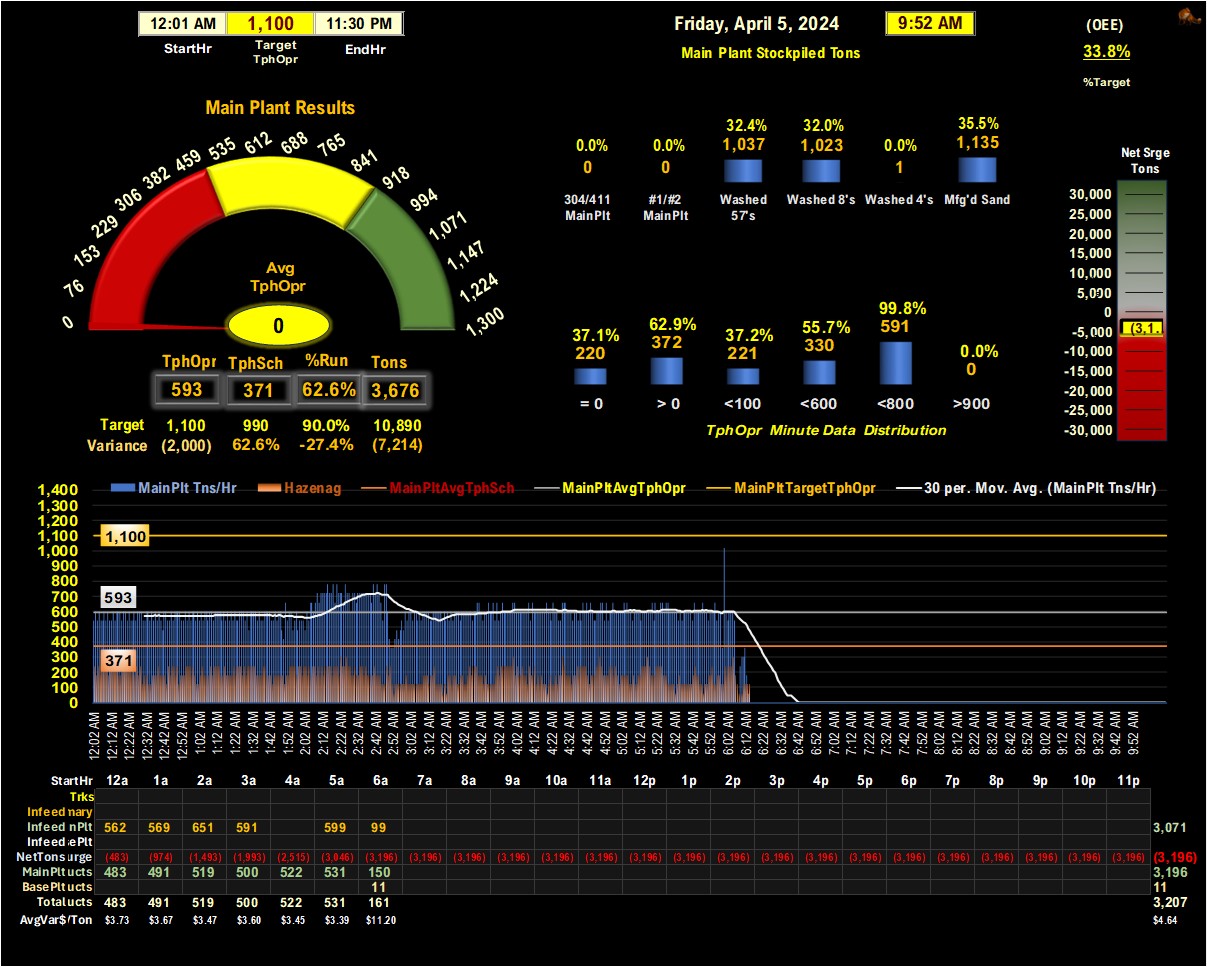 12:01 AM 1,100 11:30 PM
StartHr Target TphOpr EndHr
Friday, April 5, 2024 9:52 AM
Main Plant Stockpiled Tons
(OEE)
33.8%
%Target
Main Plant Results
0 76 153 229 306 382 459 535 612 688 765 841 918 994 1,071 1,147 1,224 1,300
Avg
TphOpr
0
TphOpr TphSch %Run Tons
593 371 62.6% 3,676
Target 1,100 990 90.0% 10,890
Variance (2,000) 62.6% -27.4% (7,214)
0.0% 0.0% 32.4% 32.0% 0.0% 35.5%
0 0 1,037 1,023 1 1,135
304/411 MainPlt #1/#2 MainPlt Washed 57's Washed 8's Washed 4's Mfg'd Sand
37.1% 62.9% 37.2% 55.7% 99.8% 0.0%
220 372 221 330 591 0
= 0 > 0 <100 <600 <800 >900
TphOpr Minute Data Distribution
Net Srge
Tons
30,000
25,000
20,000
15,000
10,000
5,000
0
-5,000
-10,000
-15,000
-20,000
-25,000
-30,000
(3,1.
MainPlt Tns/Hr Hazenag MainPltAvgTphSch MainPltAvgTphOpr MainPltTargetTphOpr 30 per. Mov. Avg. (MainPlt Tns/Hr)
1,400
1,300
1,200
1,100
1,000
900
800
700
600
500
400
300
200
100
0
1,100
593
371
12:02 AM 12:12 AM 12:22 AM 12:32 AM 12:42 AM 12:52 AM 1:02 AM 1:12 AM 1:22 AM 1:32 AM 1:42 AM 1:52 AM 2:02 AM 2:12 AM 2:22 AM 2:32 AM 2:42 AM 2:52 AM 3:02 AM 3:12 AM 3:22 AM 3:32 AM 3:42 AM 3:52 AM 4:02 AM 4:12 AM 4:22 AM 4:32 AM 4:42 AM 4:52 AM 5:02 AM 5:12 AM 5:22 AM 5:32 AM 5:42 AM 5:52 AM 6:02 AM 6:12 AM 6:22 AM 6:32 AM 6:42 AM 6:52 AM 7:02 AM 7:12 AM 7:22 AM 7:32 AM 7:42 AM 7:52 AM 8:02 AM 8:12 AM 8:22 AM 8:32 AM 8:42 AM 8:52 AM 9:02 AM 9:12 AM 9:22 AM 9:32 AM 9:42 AM 9:52 AM
StartHr 12a 1a 2a 3a 4a 5a 6a 7a 8a 9a 10a 11a 12p 1p 2p 3p 4p 5p 6p 7p 8p 9p 10p 11p
Trks
Infeed nary
Infeed nPlt 562 569 651 591 599 99 3,071
Infeed ePlt
NetTons urge (483) (974) (1,493) (1,993) (2,515) (3,046) (3,196) (3,196) (3,196) (3,196) (3,196) (3,196) (3,196) (3,196) (3,196) (3,196) (3,196) (3,196) (3,196) (3,196) (3,196) (3,196) (3,196) (3,196) (3,196)
MainPlt ucts 483 491 519 500 522 531 150 3,196
BasePlt ucts 11 11
Total ucts 483 491 519 500 522 531 161 3,207
AvgVar$/Ton $3.73 $3.67 $3.47 $3.60 $3.45 $3.39 $11.20 $4.64